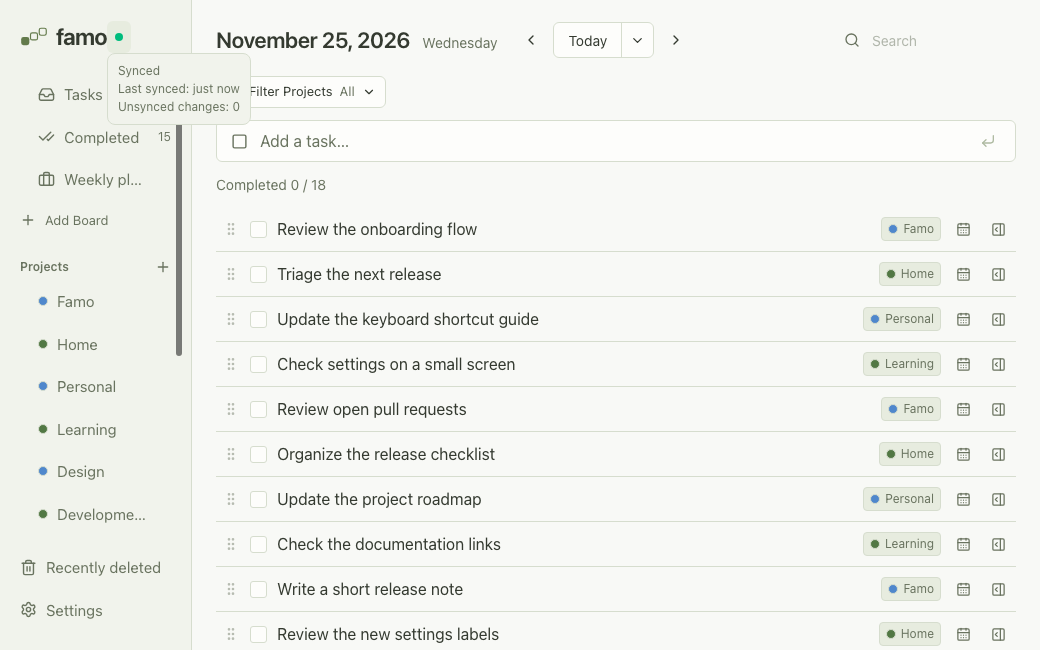 famo
Synced
Last synced: just now
Unsynced changes: 0
Tasks
Completed 15
Weekly pl...
Add Board
Projects
Famo
Home
Personal
Learning
Design
Developme...
Recently deleted
Settings
November 25, 2026 Wednesday
Today
Search
Filter Projects All
Add a task...
Completed 0 / 18
Review the onboarding flow Famo
Triage the next release Home
Update the keyboard shortcut guide Personal
Check settings on a small screen Learning
Review open pull requests Famo
Organize the release checklist Home
Update the project roadmap Personal
Check the documentation links Learning
Write a short release note Famo
Review the new settings labels Home